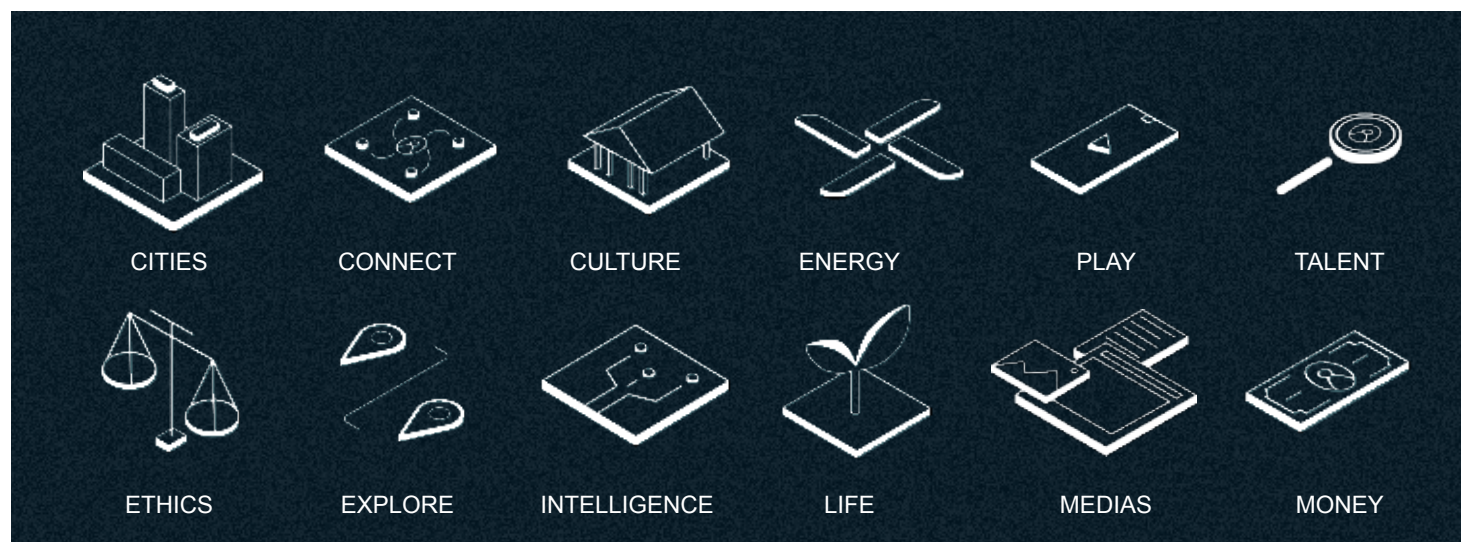 CITIES
CONNECT
CULTURE
ENERGY
PLAY
TALENT
ETHICS
EXPLORE
INTELLIGENCE
LIFE
MEDIAS
MONEY